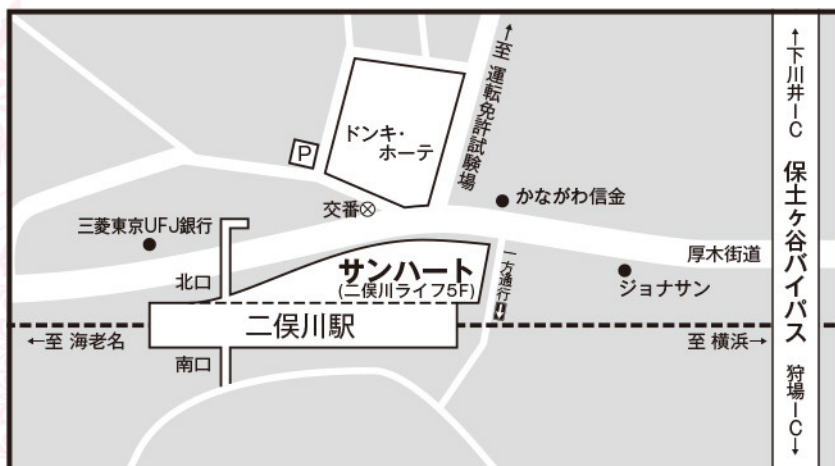 ↑至 運転免許試験場
↑下川井IC
保土ヶ谷バイパス
狩場IC↓
ドンキ・
ホーテ
P
交番
かながわ信金
三菱東京UFJ銀行
厚木街道
北口
サンハート
(二俣川ライフ5F)
一方通行↓
ジョナサン
二俣川駅
←至 海老名
至 横浜→
南口